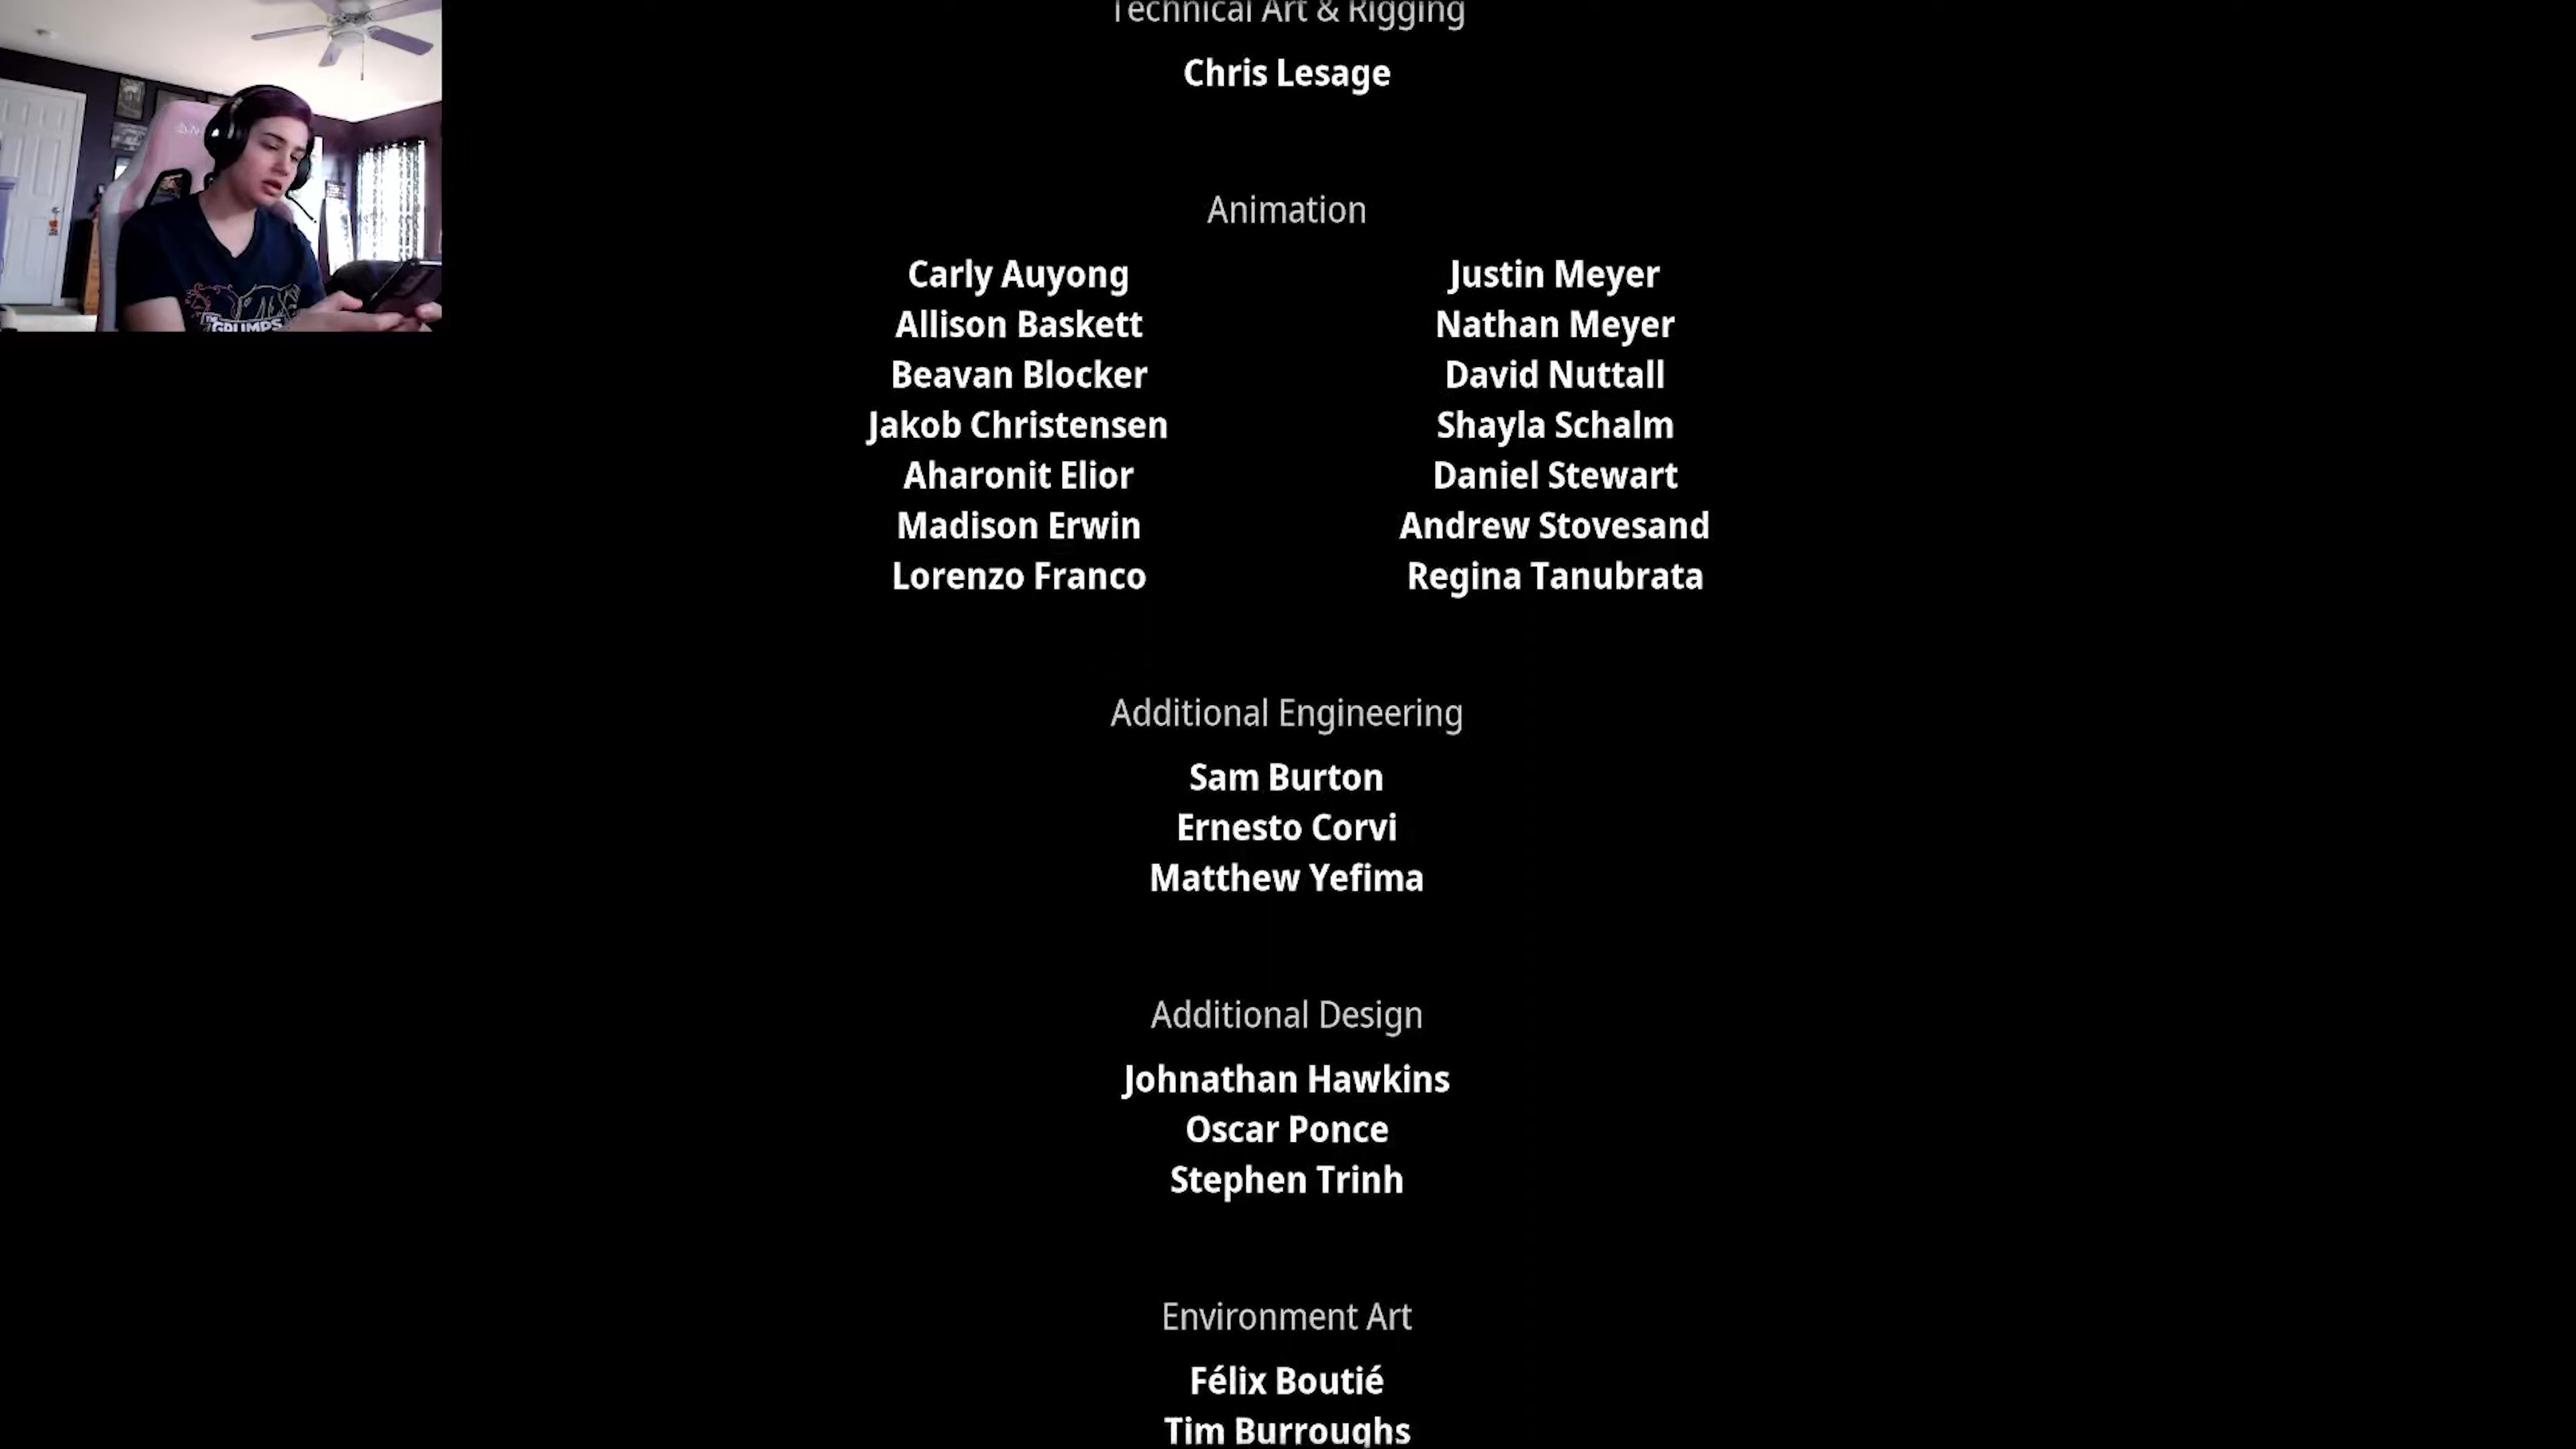 Technical Art & Rigging
Chris Lesage
Animation
Carly Auyong
Allison Baskett
Beavan Blocker
Jakob Christensen
Aharonit Elior
Madison Erwin
Lorenzo Franco
Justin Meyer
Nathan Meyer
David Nuttall
Shayla Schalm
Daniel Stewart
Andrew Stovesand
Regina Tanubrata
Additional Engineering
Sam Burton
Ernesto Corvi
Matthew Yefima
Additional Design
Johnathan Hawkins
Oscar Ponce
Stephen Trinh
Environment Art
Félix Boutié
Tim Burroughs
THE
GRUMPS